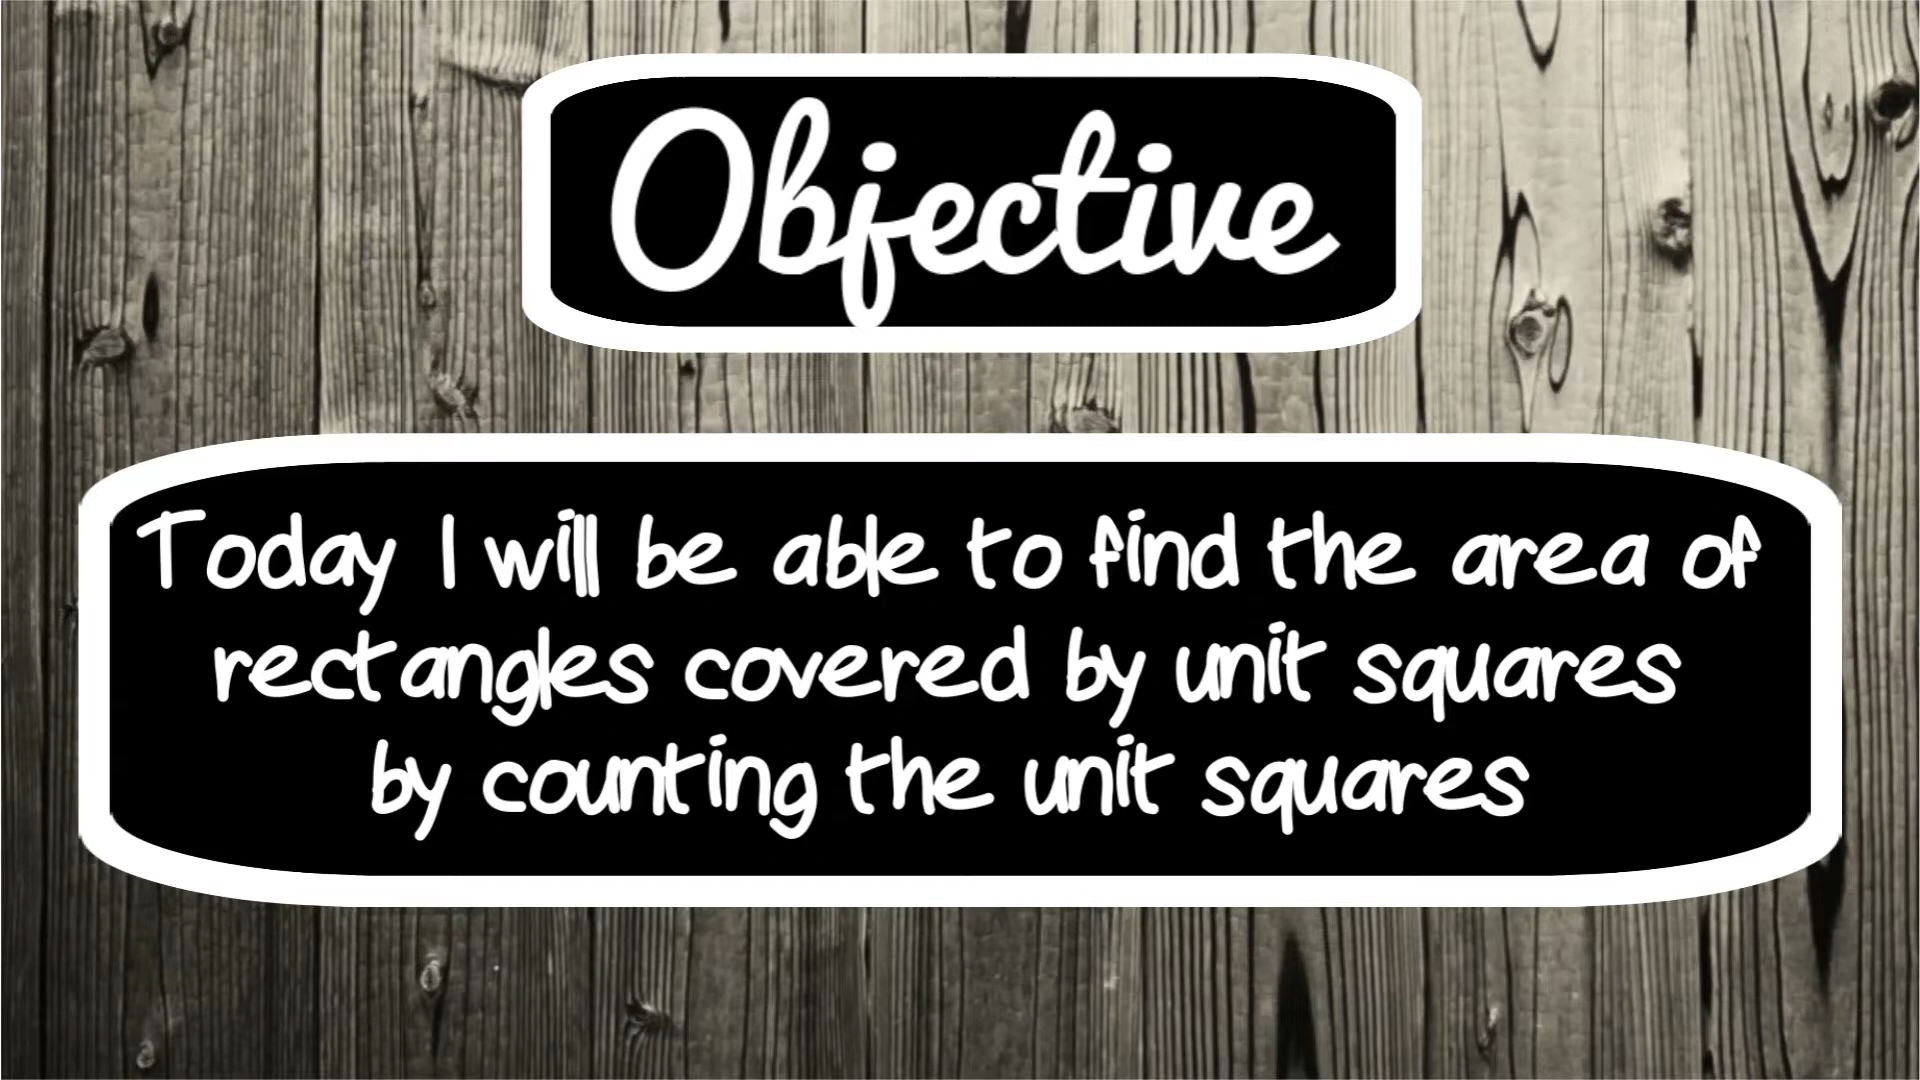 Objective
Today I will be able to find the area of
rectangles covered by unit squares
by counting the unit squares